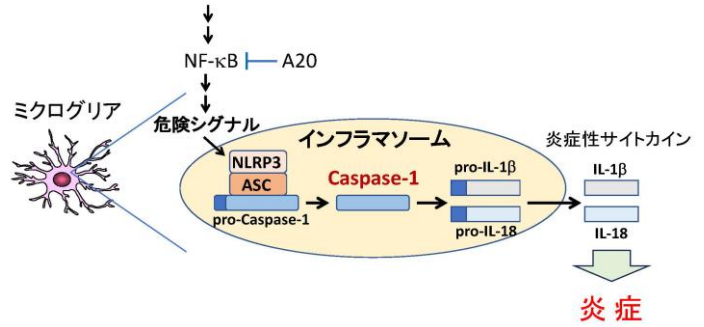 NF-κB
A20
ミクログリア
危険シグナル
インフラマソーム
炎症性サイトカイン
NLRP3
ASC
pro-Caspase-1
Caspase-1
pro-IL-1β
pro-IL-18
IL-1β
IL-18
炎症